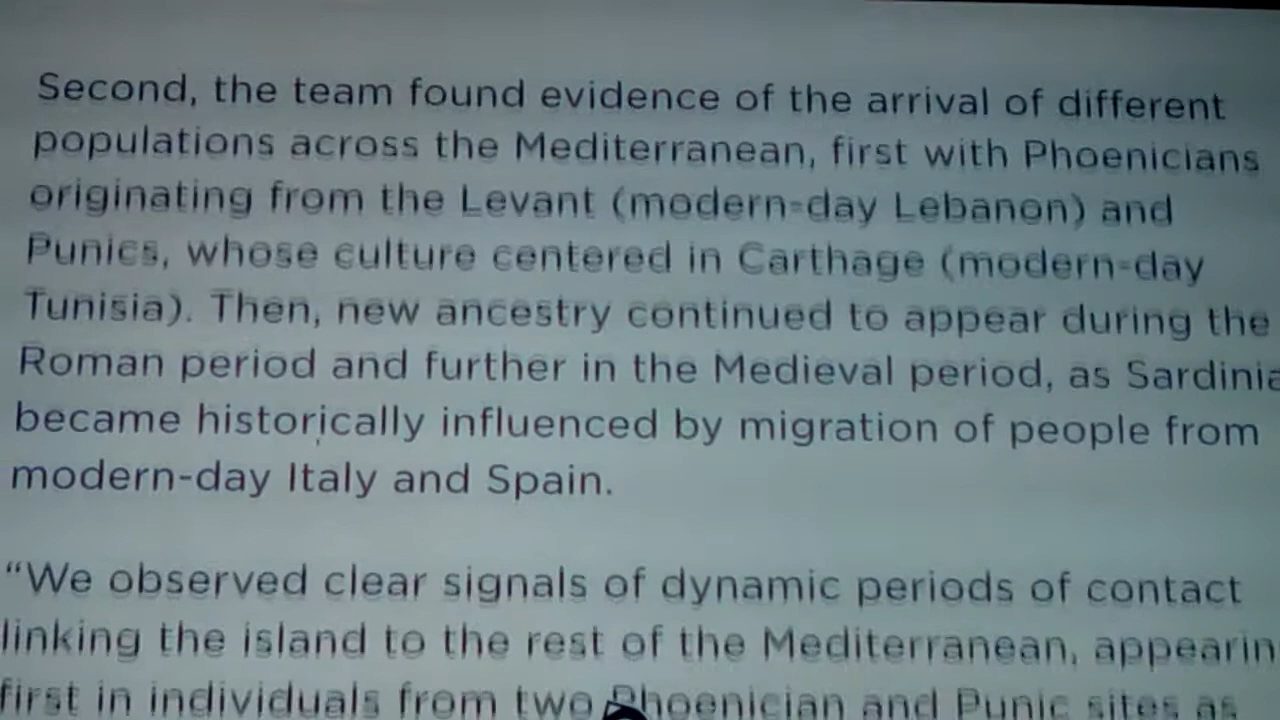 Second, the team found evidence of the arrival of different
populations across the Mediterranean, first with Phoenicians
originating from the Levant (modern-day Lebanon) and
Punics, whose culture centered in Carthage (modern-day
Tunisia). Then, new ancestry continued to appear during the
Roman period and further in the Medieval period, as Sardinia
became historically influenced by migration of people from
modern-day Italy and Spain.
“We observed clear signals of dynamic periods of contact
linking the island to the rest of the Mediterranean, appearin
first in individuals from two Phoenician and Punic sites as